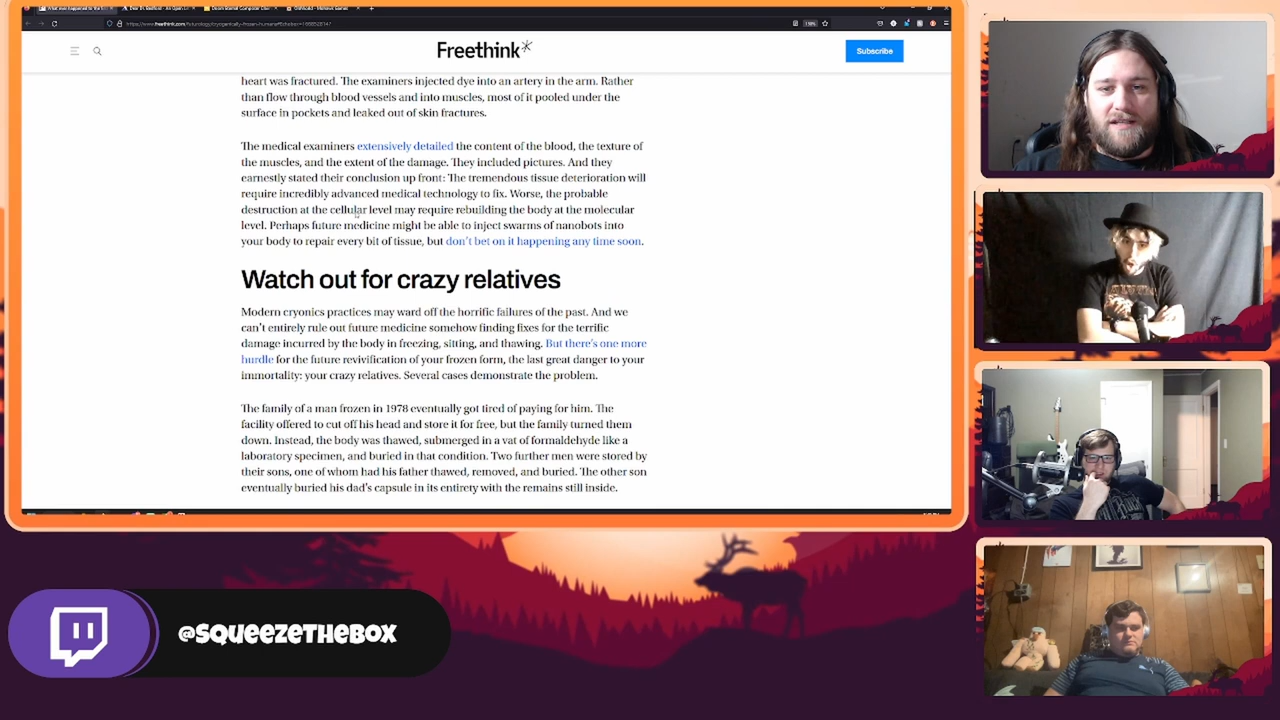 Freethink*
Subscribe
heart was fractured. The examiners injected dye into an artery in the arm. Rather
than flow through blood vessels and into muscles, most of it pooled under the
surface in pockets and leaked out of skin fractures.
The medical examiners extensively detailed the content of the blood, the texture of
the muscles, and the extent of the damage. They included pictures. And they
earnestly stated their conclusion up front: The tremendous tissue deterioration will
require incredibly advanced medical technology to fix. Worse, the probable
destruction at the cellular level may require rebuilding the body at the molecular
level. Perhaps future medicine might be able to inject swarms of nanobots into
your body to repair every bit of tissue, but don't bet on it happening any time soon.
Watch out for crazy relatives
Modern cryonics practices may ward off the horrific failures of the past. And we
can't entirely rule out future medicine somehow finding fixes for the terrific
damage incurred by the body in freezing, sitting, and thawing. But there's one more
hurdle for the future revivification of your frozen form, the last great danger to your
immortality: your crazy relatives. Several cases demonstrate the problem.
The family of a man frozen in 1978 eventually got tired of paying for him. The
facility offered to cut off his head and store it for free, but the family turned them
down. Instead, the body was thawed, submerged in a vat of formaldehyde like a
laboratory specimen, and buried in that condition. Two further men were stored by
their sons, one of whom had his father thawed, removed, and buried. The other son
eventually buried his dad's capsule in its entirety with the remains still inside.
@SQUEEZETHEBOX